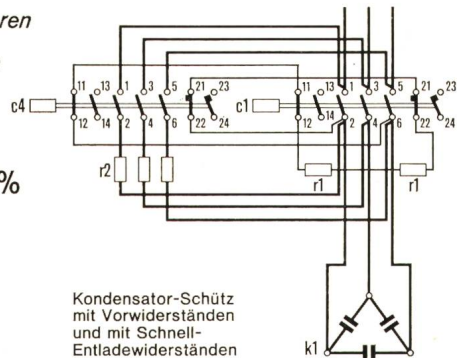 ren
%
11 13 1 3 5 21 23
11 13 1 3 5 21 23
c4
c1
12 14 2 4 6 22 24
12 14 2 4 6 22 24
r2
r1
r1
Kondensator-Schütz
mit Vorwiderständen
und mit Schnell-
Entladewiderständen
k1